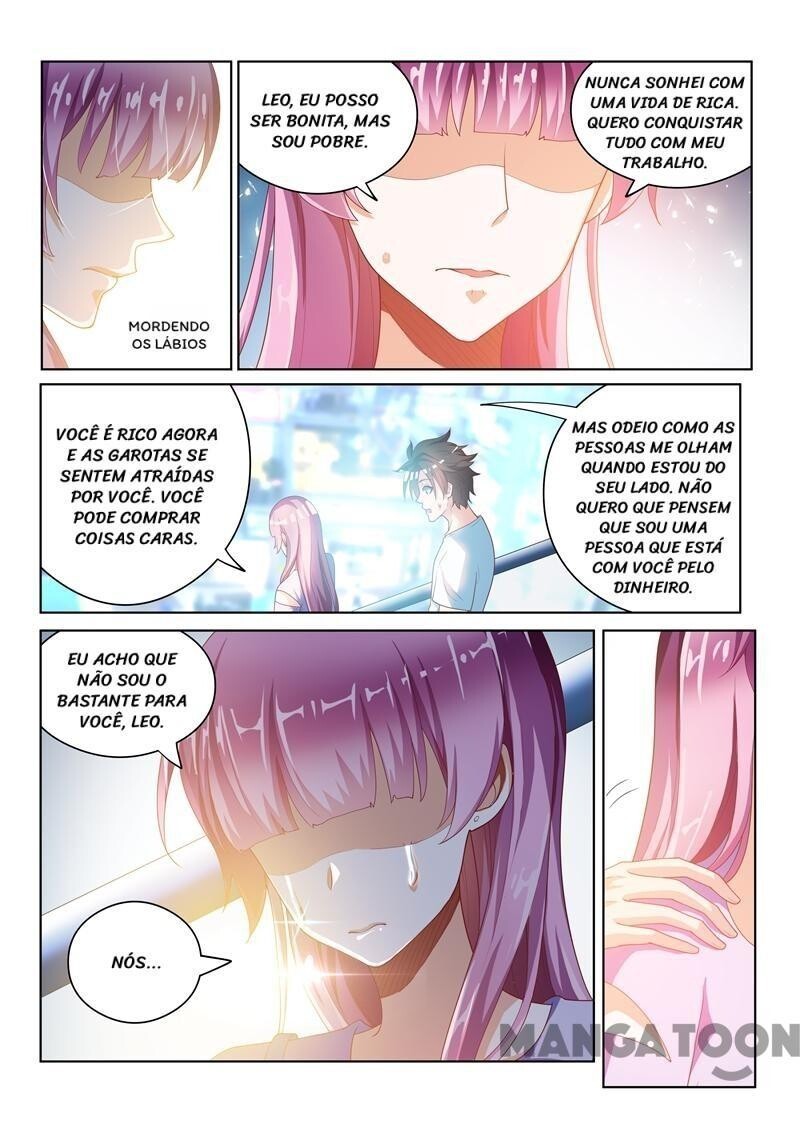 MORDENDO
OS LÁBIOS
LEO, EU POSSO
SER BONITA, MAS
SOU POBRE.
NUNCA SONHEI COM
UMA VIDA DE RICA.
QUERO CONQUISTAR
TUDO COM MEU
TRABALHO.
VOCÊ É RICO AGORA
E AS GAROTAS SE
SENTEM ATRAÍDAS
POR VOCÊ. VOCÊ
PODE COMPRAR
COISAS CARAS.
MAS ODEIO COMO AS
PESSOAS ME OLHAM
QUANDO ESTOU DO
SEU LADO. NÃO
QUERO QUE PENSEM
QUE SOU UMA
PESSOA QUE ESTÁ
COM VOCÊ PELO
DINHEIRO.
EU ACHO QUE
NÃO SOU O
BASTANTE PARA
VOCÊ, LEO.
NÓS...
MANGATOON